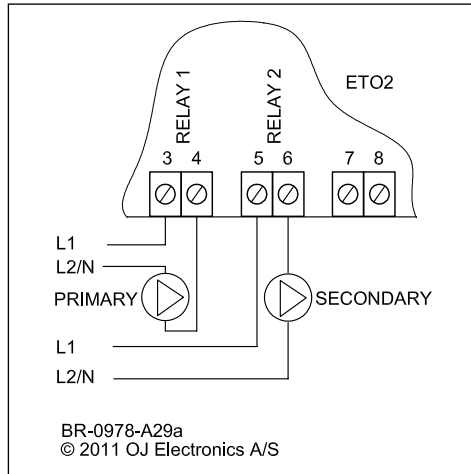 ETO2
RELAY 1
RELAY 2
3 4 5 6 7 8
L1
L2/N
PRIMARY
SECONDARY
L1
L2/N
BR-0978-A29a
© 2011 OJ Electronics A/S